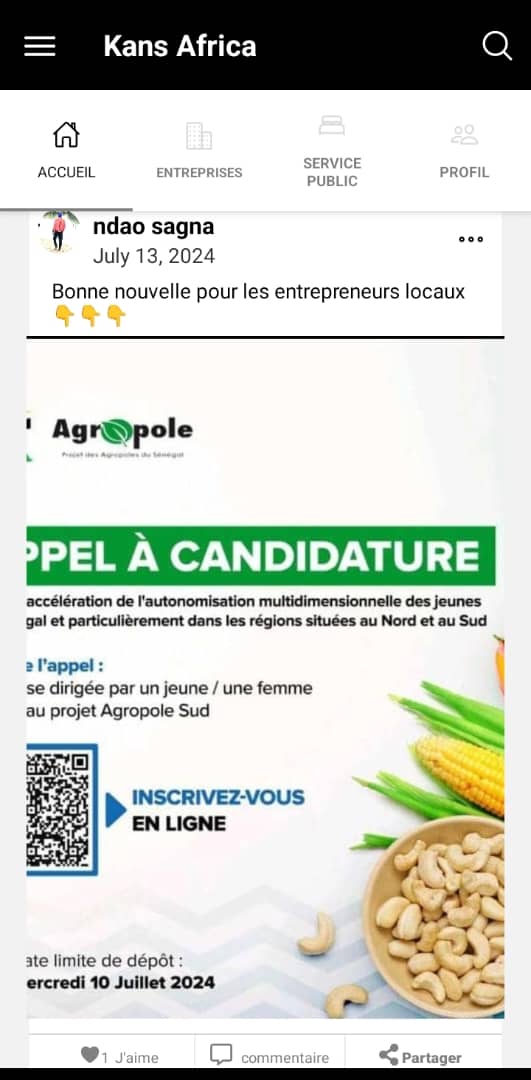 Kans Africa
ACCUEIL
ENTREPRISES
SERVICE
PUBLIC
PROFIL
ndao sagna
July 13, 2024
Bonne nouvelle pour les entrepreneurs locaux
👇👇👇
Agropole
Projet des Agropoles du Sénégal
PPEL À CANDIDATURE
accélération de l'autonomisation multidimensionnelle des jeunes
gal et particulièrement dans les régions situées au Nord et au Sud
e l'appel :
se dirigée par un jeune / une femme
au projet Agropole Sud
INSCRIVEZ-VOUS
EN LIGNE
ate limite de dépôt :
ercredi 10 Juillet 2024
1 J'aime
commentaire
Partager